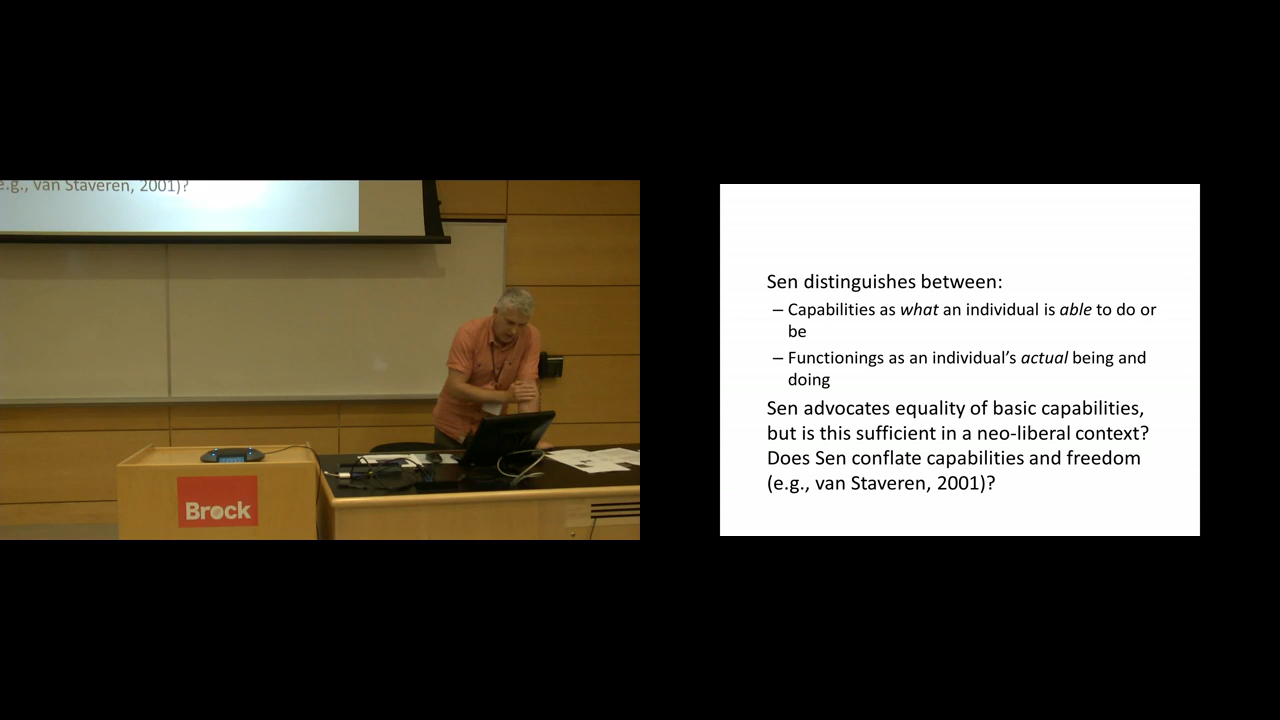 e.g., van Staveren, 2001)?
Brock
Sen distinguishes between:
– Capabilities as what an individual is able to do or
be
– Functionings as an individual’s actual being and
doing
Sen advocates equality of basic capabilities,
but is this sufficient in a neo-liberal context?
Does Sen conflate capabilities and freedom
(e.g., van Staveren, 2001)?